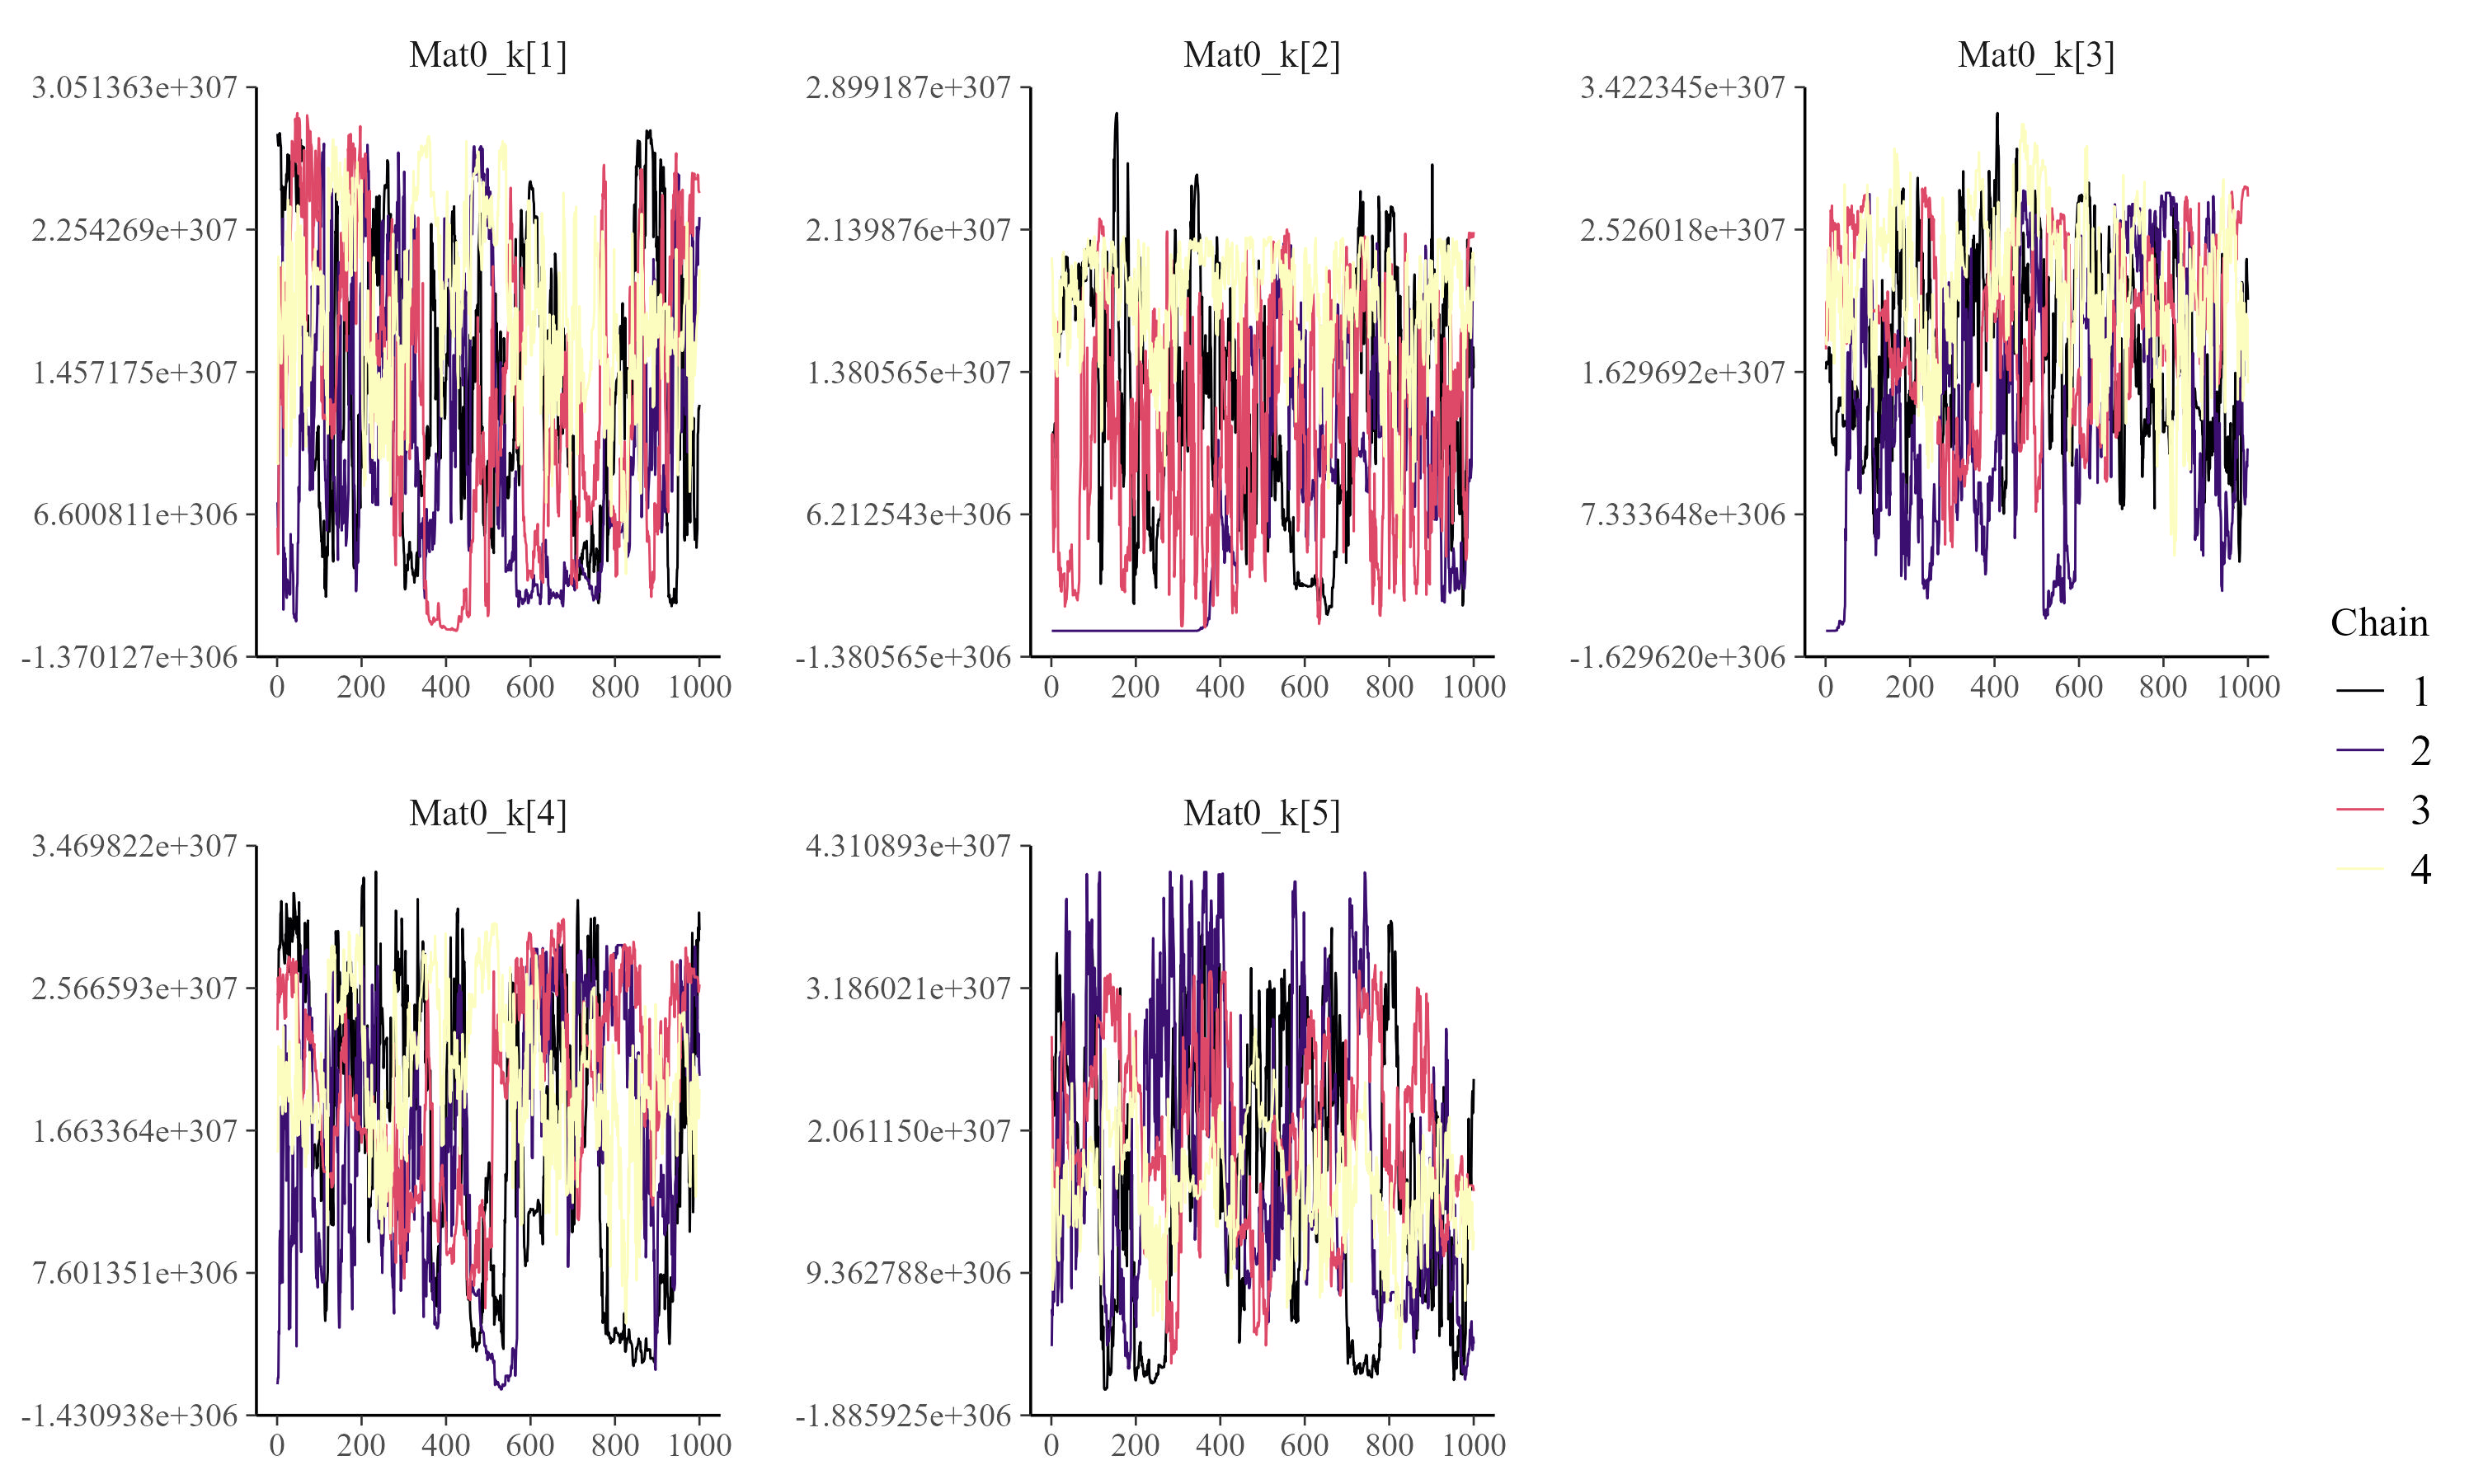 Mat0_k[1]
3.051363e+307
2.254269e+307
1.457175e+307
6.600811e+306
-1.370127e+306
0 200 400 600 800 1000
Mat0_k[2]
2.899187e+307
2.139876e+307
1.380565e+307
6.212543e+306
-1.380565e+306
0 200 400 600 800 1000
Mat0_k[3]
3.422345e+307
2.526018e+307
1.629692e+307
7.333648e+306
-1.629620e+306
0 200 400 600 800 1000
Mat0_k[4]
3.469822e+307
2.566593e+307
1.663364e+307
7.601351e+306
-1.430938e+306
0 200 400 600 800 1000
Mat0_k[5]
4.310893e+307
3.186021e+307
2.061150e+307
9.362788e+306
-1.885925e+306
0 200 400 600 800 1000
Chain
1
2
3
4